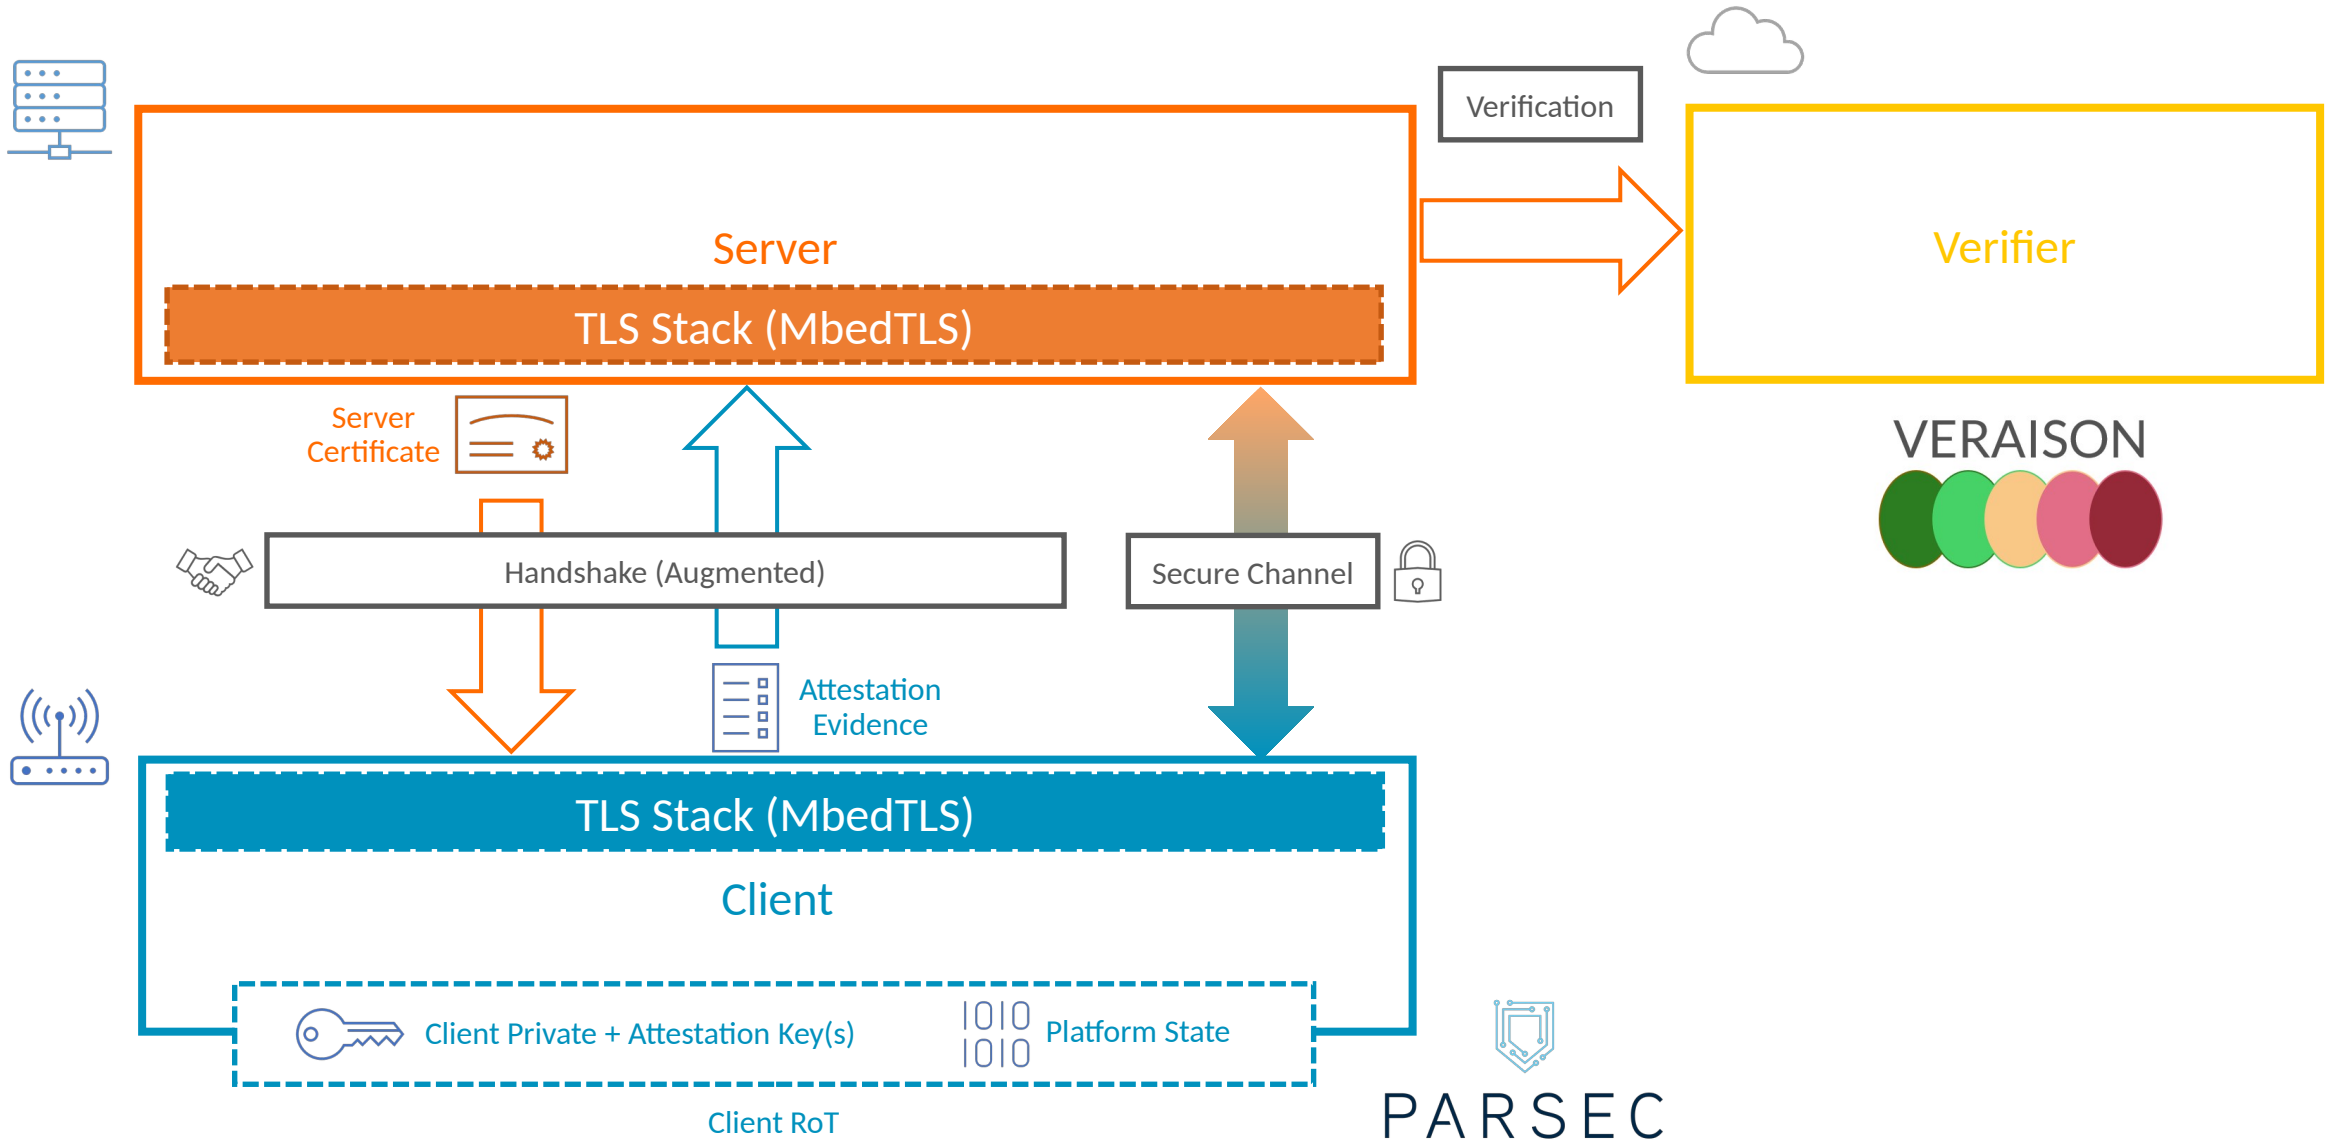 Verification
Server
Verifier
TLS Stack (MbedTLS)
Server
Certificate
VERAISON
Handshake (Augmented)
Secure Channel
Attestation
Evidence
TLS Stack (MbedTLS)
Client
Client Private + Attestation Key(s)
Platform State
Client RoT
PARSEC